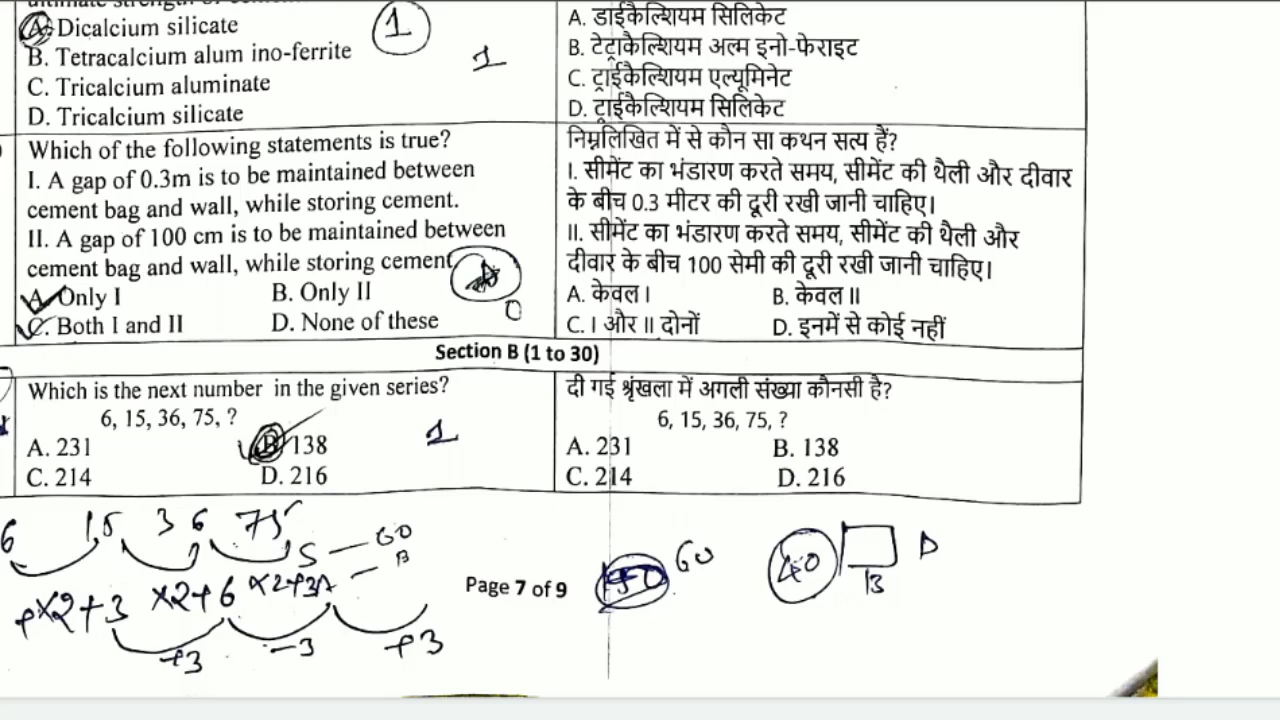 A. Dicalcium silicate
B. Tetracalcium alum ino-ferrite
C. Tricalcium aluminate
D. Tricalcium silicate
1
1
A. डाईकैल्शियम सिलिकेट
B. टेट्राकैल्शियम अल्म इनो-फेराइट
C. ट्राईकैल्शियम एल्यूमिनेट
D. ट्राईकैल्शियम सिलिकेट
Which of the following statements is true?
I. A gap of 0.3m is to be maintained between
cement bag and wall, while storing cement.
II. A gap of 100 cm is to be maintained between
cement bag and wall, while storing cement
A. Only I B. Only II
C. Both I and II D. None of these
0
निम्नलिखित में से कौन सा कथन सत्य हैं?
I. सीमेंट का भंडारण करते समय, सीमेंट की थैली और दीवार
के बीच 0.3 मीटर की दूरी रखी जानी चाहिए।
II. सीमेंट का भंडारण करते समय, सीमेंट की थैली और
दीवार के बीच 100 सेमी की दूरी रखी जानी चाहिए।
A. केवल I B. केवल II
C. I और II दोनों D. इनमें से कोई नहीं
Section B (1 to 30)
Which is the next number in the given series?
6, 15, 36, 75, ?
A. 231 B. 138
C. 214 D. 216
1
दी गई श्रृंखला में अगली संख्या कौनसी है?
6, 15, 36, 75, ?
A. 231 B. 138
C. 214 D. 216
6 15 36 75
S — GO
B
×2+3 ×2+6 ×2+3
+3 -3 +3
Page 7 of 9
GO
40
B
D